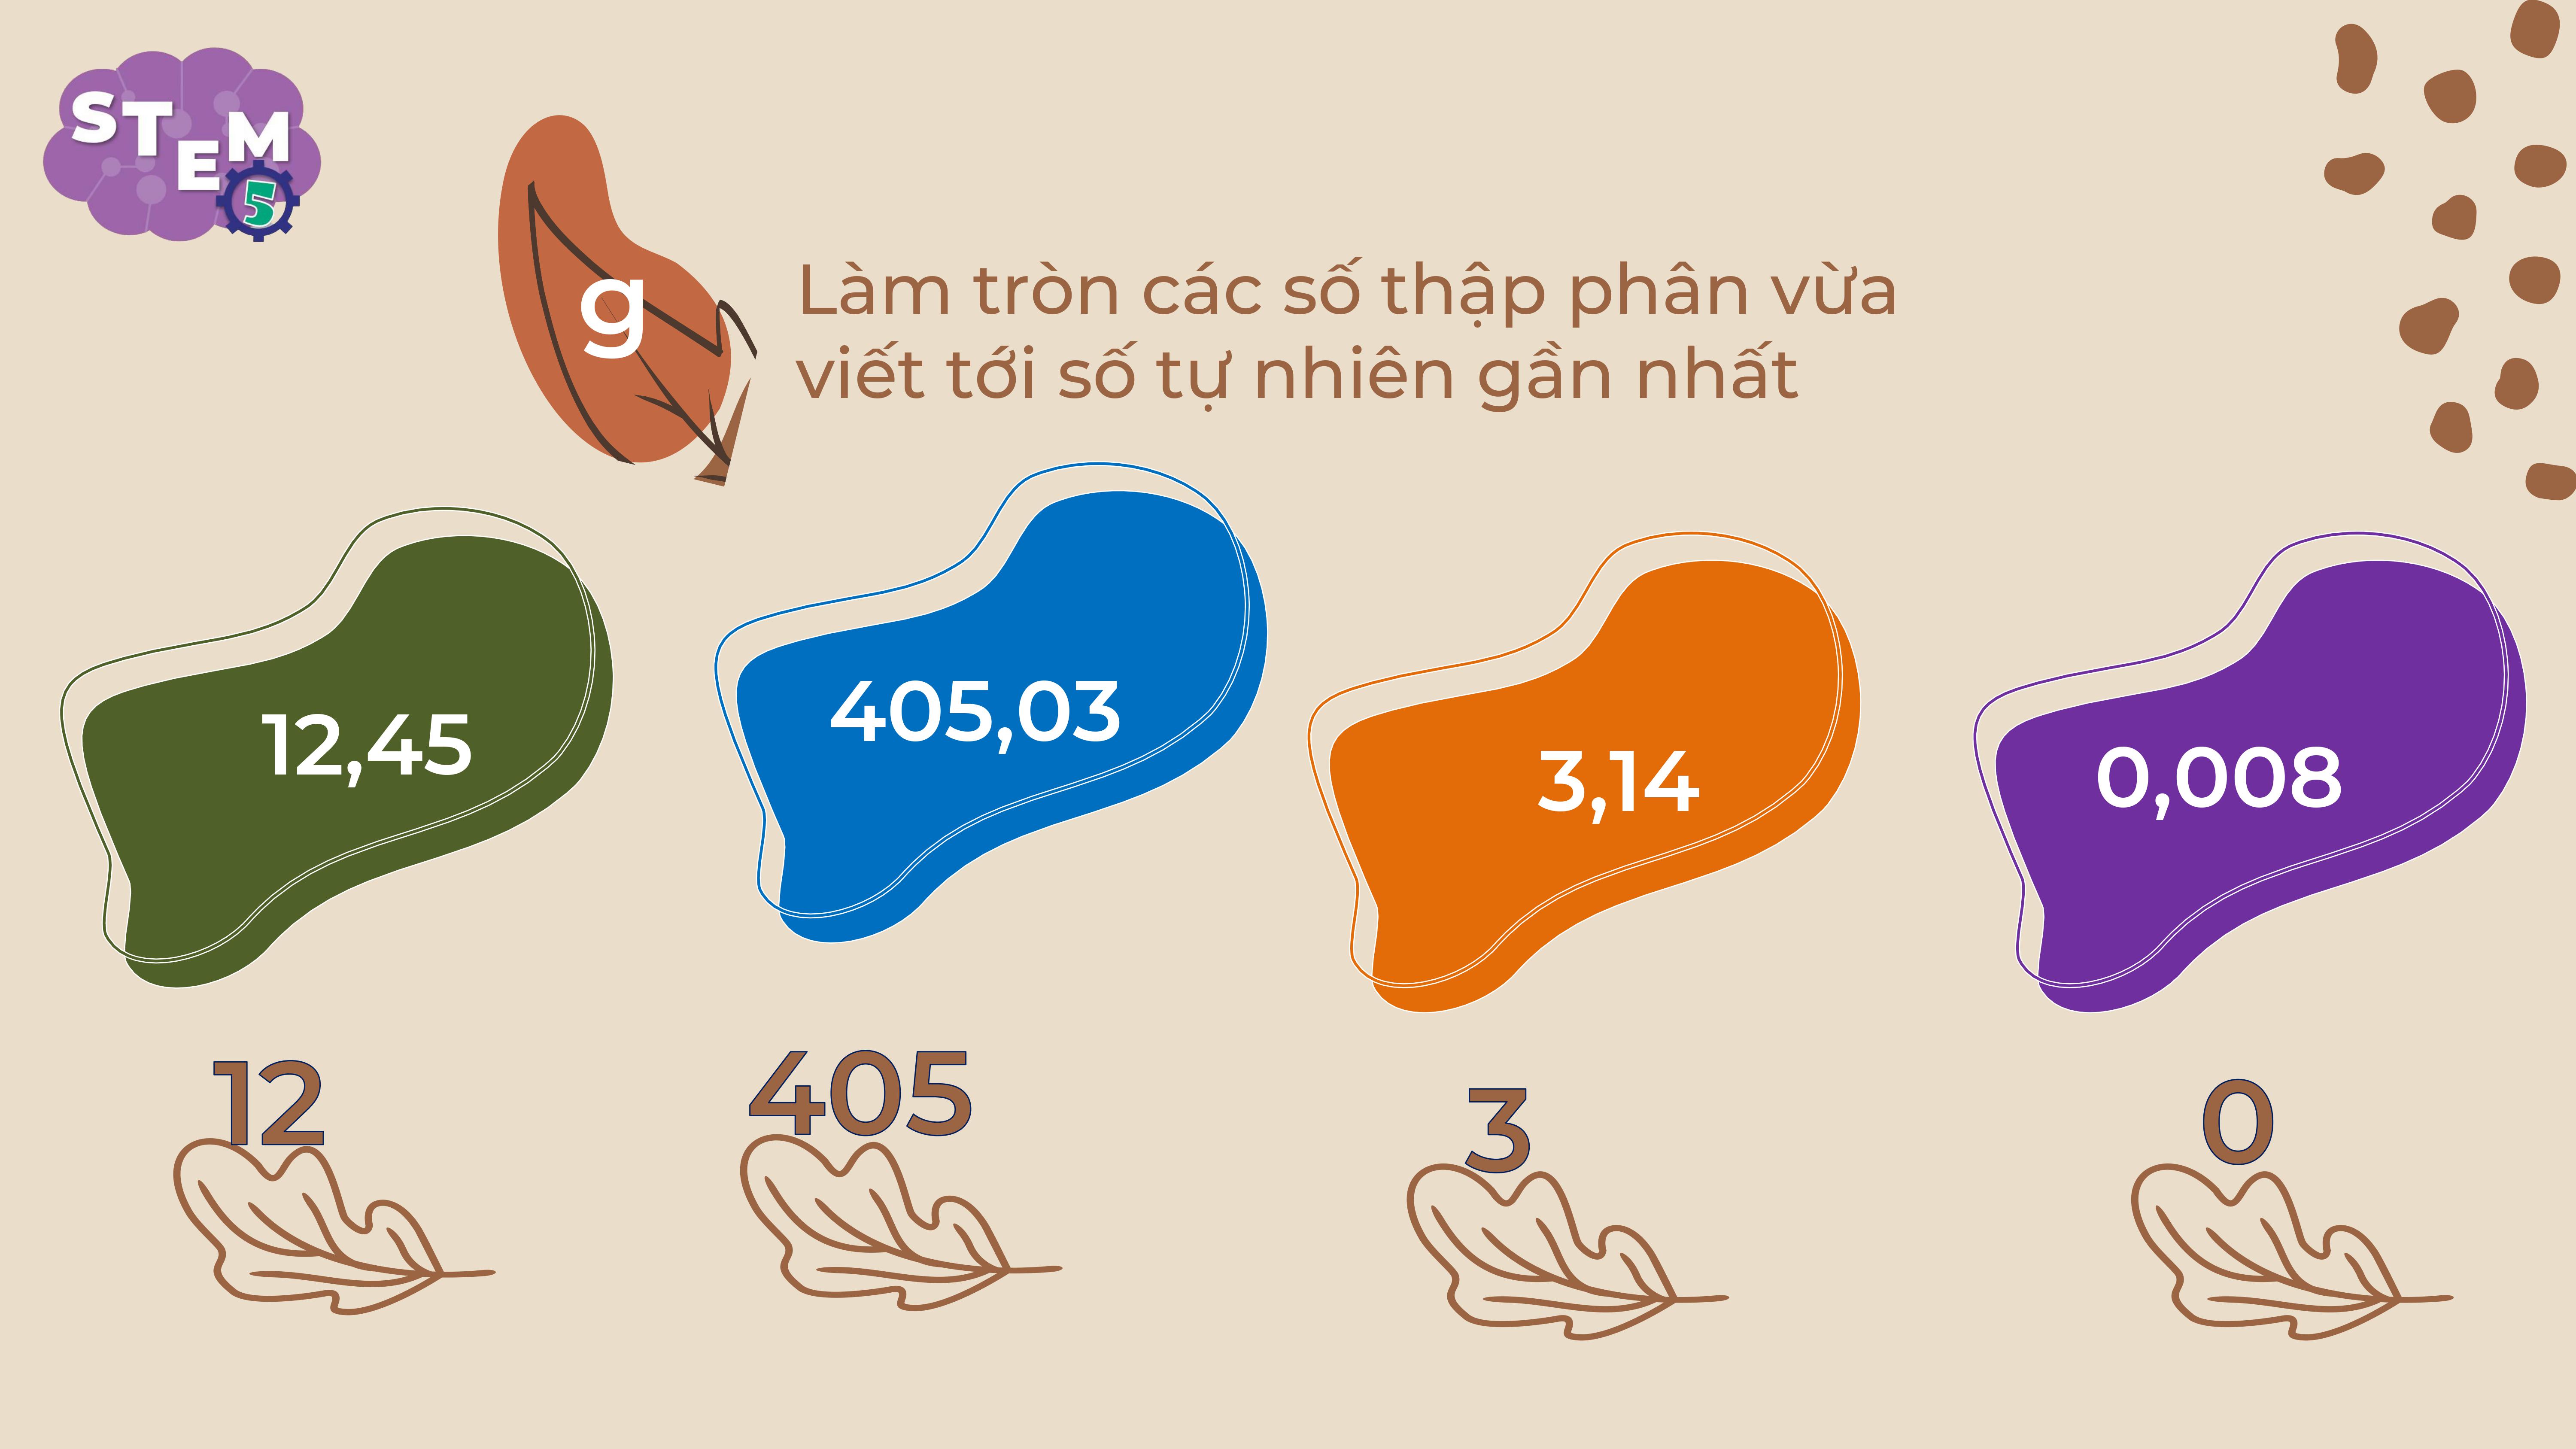 STEM
5
g
Làm tròn các số thập phân vừa
viết tới số tự nhiên gần nhất
12,45
405,03
3,14
0,008
12
405
3
0